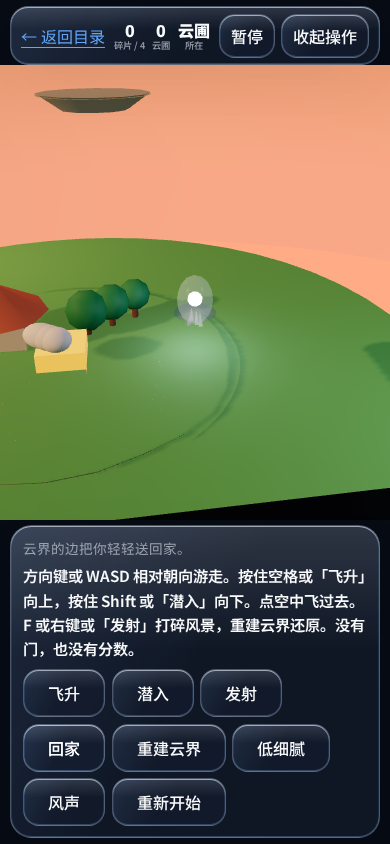 ← 返回目录
0 0 云圃
碎片 / 4 云圃 所在
暂停 收起操作
云界的边把你轻轻送回家。
方向键或 WASD 相对朝向游走。按住空格或「飞升」
向上，按住 Shift 或「潜入」向下。点空中飞过去。
F 或右键或「发射」打碎风景，重建云界还原。没有
门，也没有分数。
飞升 潜入 发射
回家 重建云界 低细腻
风声 重新开始